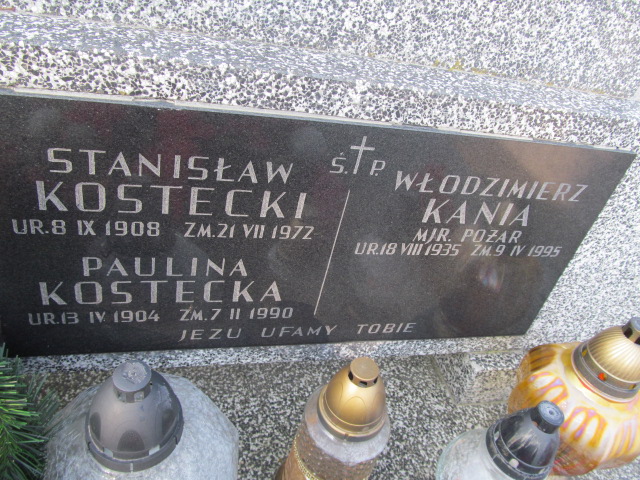 Ś.†P.
STANISŁAW
KOSTECKI
UR.8 IX 1908 ZM.21 VII 1972
PAULINA
KOSTECKA
UR.13 IV 1904 ZM.7 II 1990
WŁODZIMIERZ
KANIA
MJR. POŻAR
UR.18 VIII 1935 ZM.9 IV 1995
JEZU UFAMY TOBIE